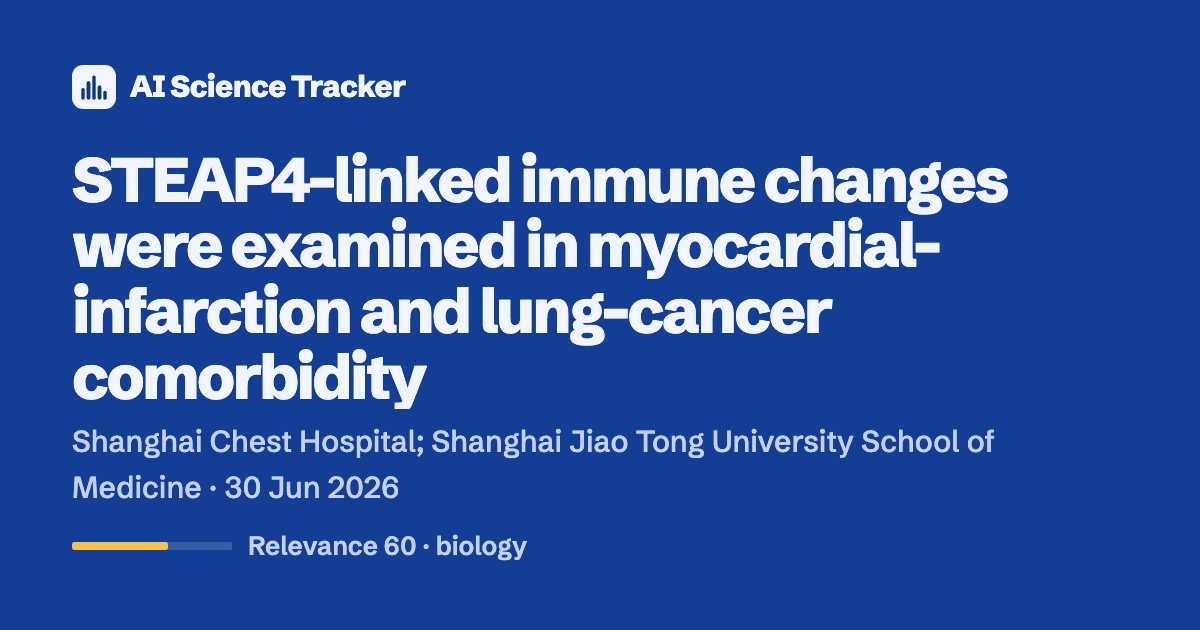 AI Science Tracker
STEAP4-linked immune changes
were examined in myocardial-
infarction and lung-cancer
comorbidity
Shanghai Chest Hospital; Shanghai Jiao Tong University School of
Medicine · 30 Jun 2026
Relevance 60 · biology